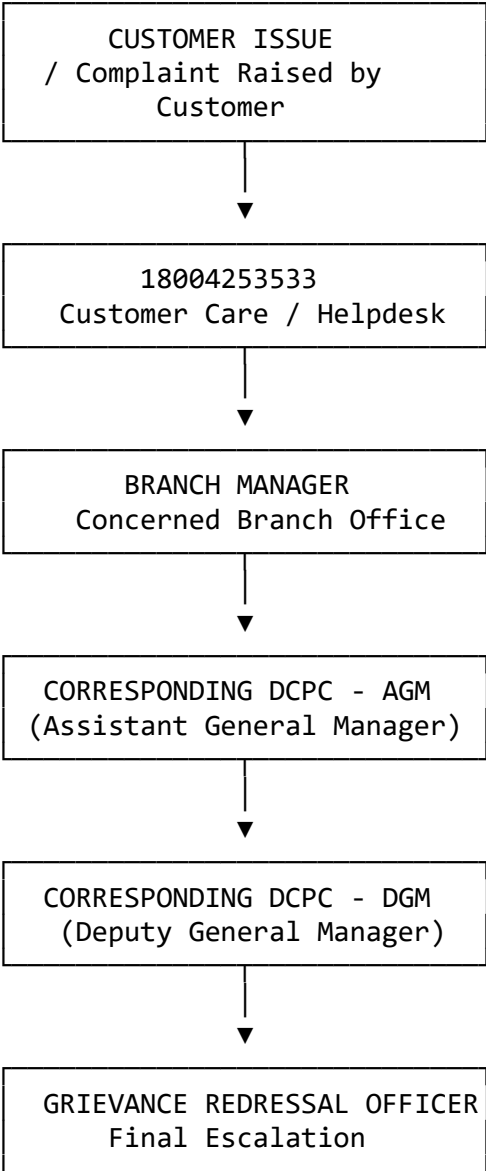 CUSTOMER ISSUE
/ Complaint Raised by
Customer
18004253533
Customer Care / Helpdesk
BRANCH MANAGER
Concerned Branch Office
CORRESPONDING DCPC - AGM
(Assistant General Manager)
CORRESPONDING DCPC - DGM
(Deputy General Manager)
GRIEVANCE REDRESSAL OFFICER
Final Escalation